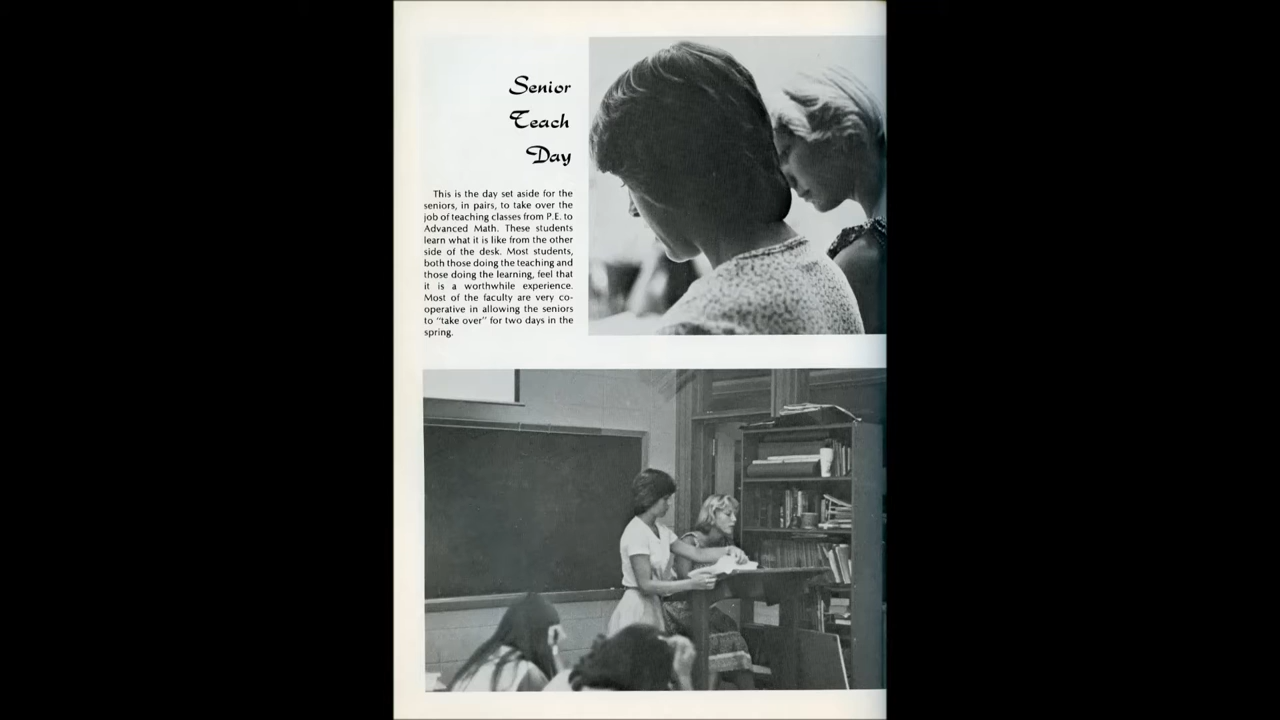 Senior
Teach
Day
This is the day set aside for the
seniors, in pairs, to take over the
job of teaching classes from P.E. to
Advanced Math. These students
learn what it is like from the other
side of the desk. Most students,
both those doing the teaching and
those doing the learning, feel that
it is a worthwhile experience.
Most of the faculty are very co-
operative in allowing the seniors
to “take over” for two days in the
spring.